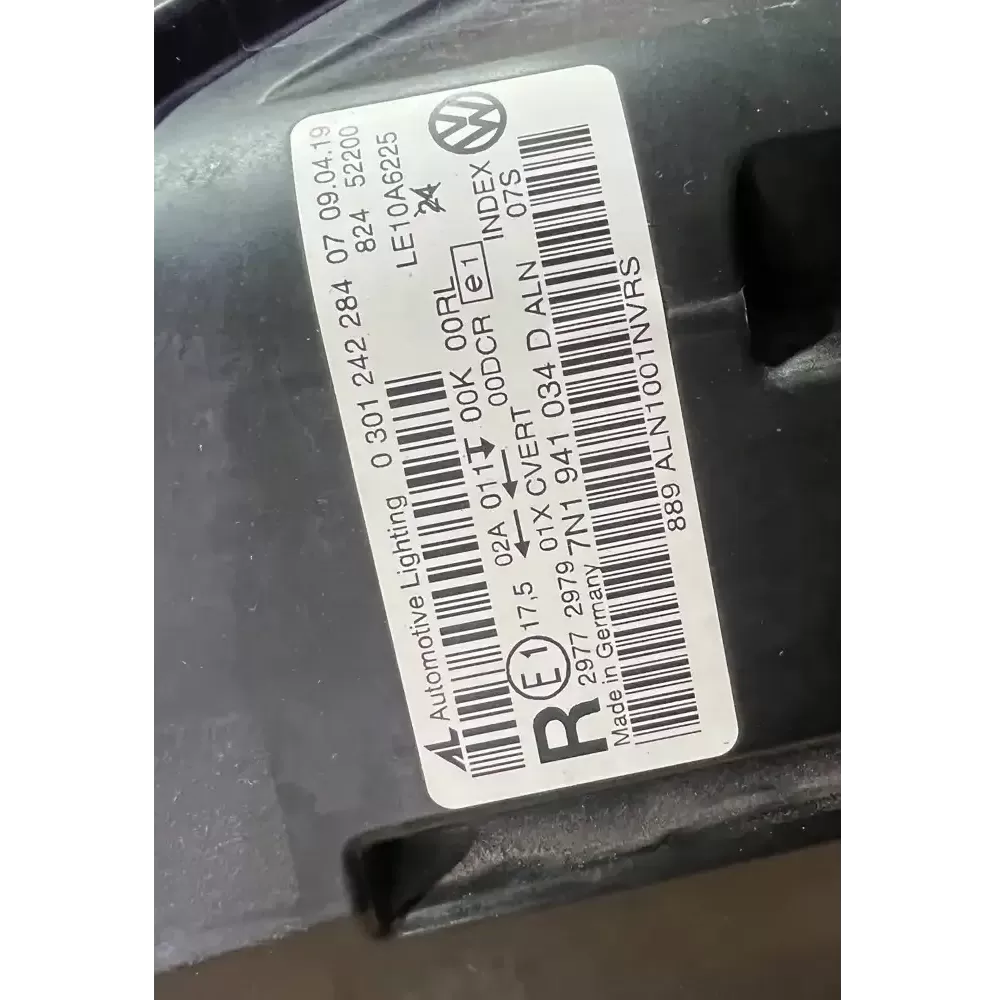 AL Automotive Lighting 0 301 242 284 07 09.04.19
824 52200
LE10A6225
24
02A 011 00K 00RL
E1 17,5 00DCR e1 INDEX
01X CVERT 07S
R 2977 2979 7N1 941 034 D ALN
Made in Germany
889 ALN1001NVRS